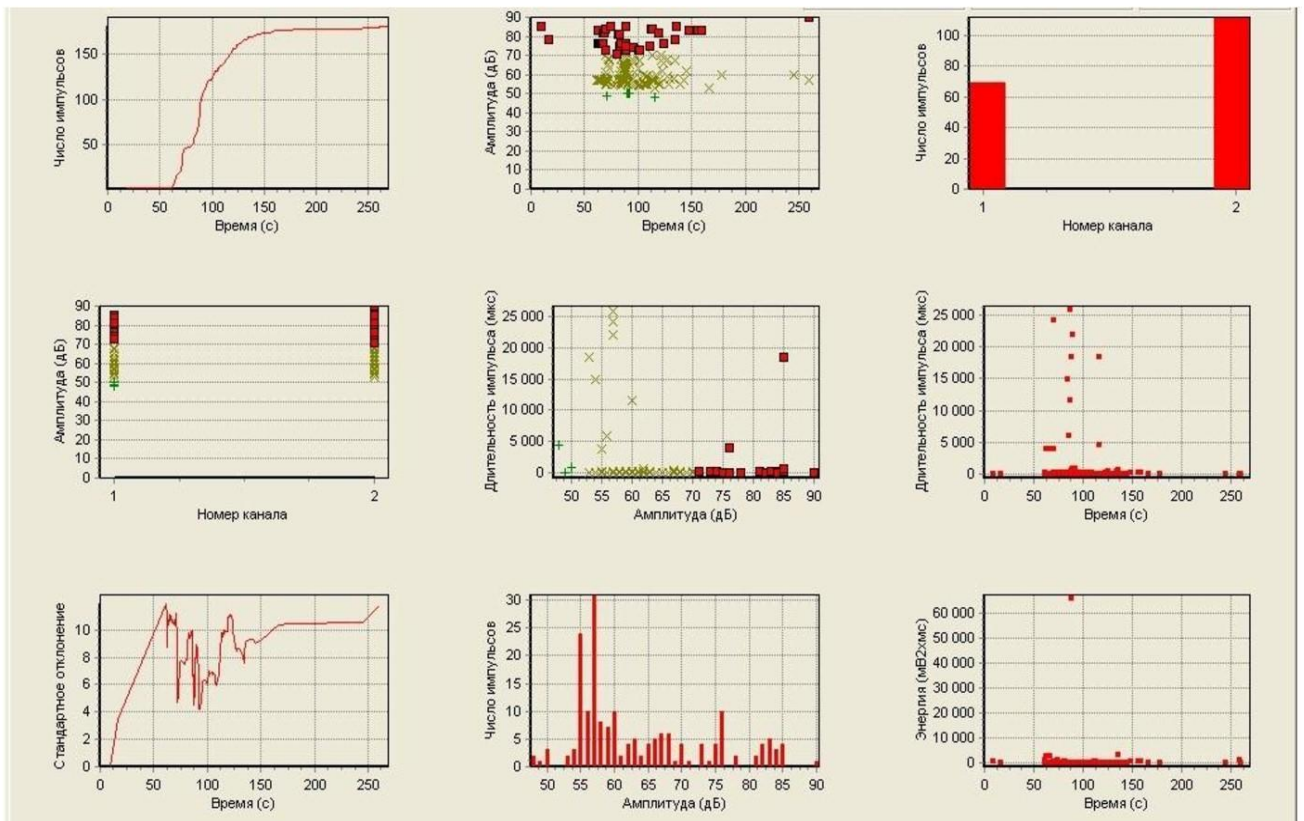 Число импульсов
150
100
50
0 50 100 150 200 250
Время (с)
Амплитуда (дБ)
90
80
70
60
50
40
30
20
10
0
0 50 100 150 200 250
Время (с)
Число импульсов
100
80
60
40
20
0
1 2
Номер канала
Амплитуда (дБ)
90
80
70
60
50
40
30
20
10
0
1 2
Номер канала
Длительность импульса (мкс)
25 000
20 000
15 000
10 000
5 000
0
50 55 60 65 70 75 80 85 90
Амплитуда (дБ)
Длительность импульса (мкс)
25 000
20 000
15 000
10 000
5 000
0
0 50 100 150 200 250
Время (с)
Стандартное отклонение
10
8
6
4
2
0
0 50 100 150 200 250
Время (с)
Число импульсов
30
25
20
15
10
5
0
50 55 60 65 70 75 80 85 90
Амплитуда (дБ)
Энергия (мВ2хмс)
60 000
50 000
40 000
30 000
20 000
10 000
0
0 50 100 150 200 250
Время (с)